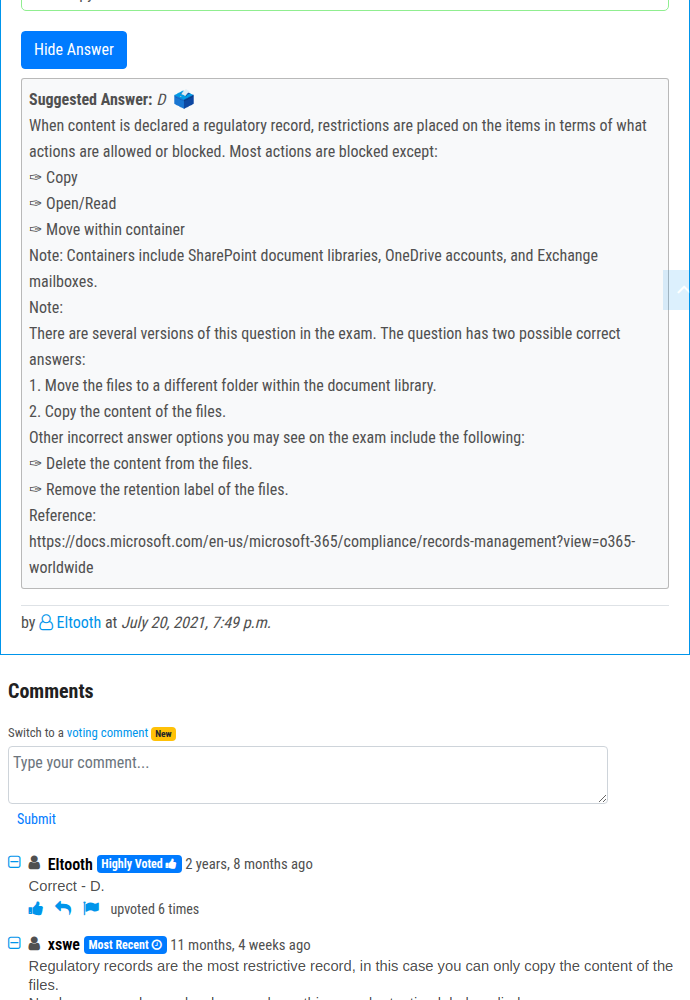 Hide Answer
Suggested Answer: D
When content is declared a regulatory record, restrictions are placed on the items in terms of what
actions are allowed or blocked. Most actions are blocked except:
✑ Copy
✑ Open/Read
✑ Move within container
Note: Containers include SharePoint document libraries, OneDrive accounts, and Exchange
mailboxes.
Note:
There are several versions of this question in the exam. The question has two possible correct
answers:
1. Move the files to a different folder within the document library.
2. Copy the content of the files.
Other incorrect answer options you may see on the exam include the following:
✑ Delete the content from the files.
✑ Remove the retention label of the files.
Reference:
https://docs.microsoft.com/en-us/microsoft-365/compliance/records-management?view=o365-
worldwide
by Eltooth at July 20, 2021, 7:49 p.m.
Comments
Switch to a voting comment New
Type your comment...
Submit
Eltooth Highly Voted 2 years, 8 months ago
Correct - D.
upvoted 6 times
xswe Most Recent 11 months, 4 weeks ago
Regulatory records are the most restrictive record, in this case you can only copy the content of the
files.